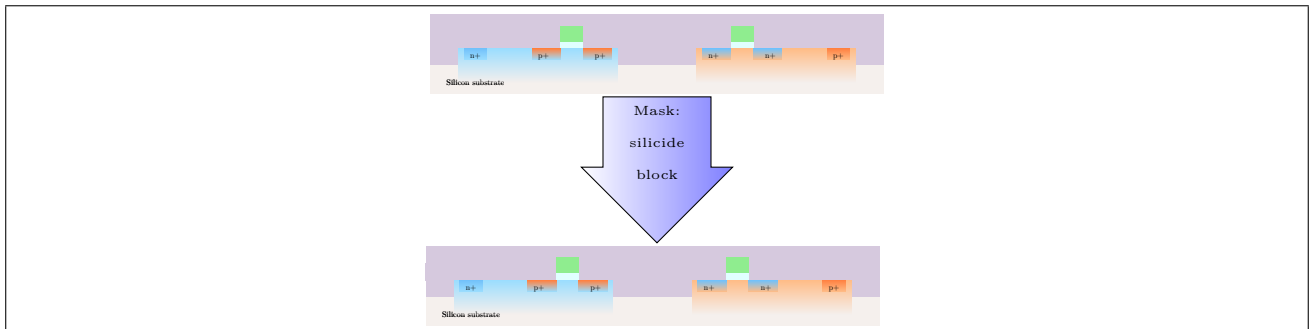 n+ p+ p+ n+ n+ p+
Silicon substrate
Mask:
silicide
block
n+ p+ p+ n+ n+ p+
Silicon substrate